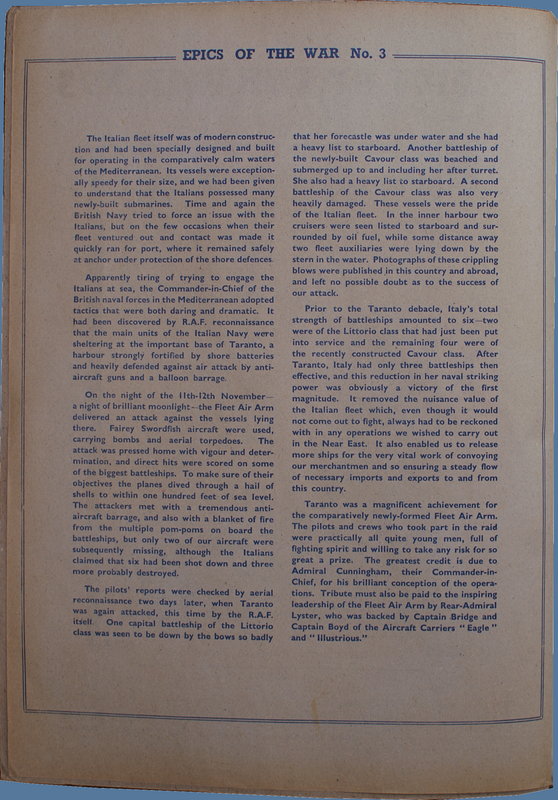 EPICS OF THE WAR No. 3
The Italian fleet itself was of modern construc-
tion and had been specially designed and built
for operating in the comparatively calm waters
of the Mediterranean. Its vessels were exception-
ally speedy for their size, and we had been given
to understand that the Italians possessed many
newly-built submarines. Time and again the
British Navy tried to force an issue with the
Italians, but on the few occasions when their
fleet ventured out and contact was made it
quickly ran for port, where it remained safely
at anchor under protection of the shore defences.
Apparently tiring of trying to engage the
Italians at sea, the Commander-in-Chief of the
British naval forces in the Mediterranean adopted
tactics that were both daring and dramatic. It
had been discovered by R.A.F. reconnaissance
that the main units of the Italian Navy were
sheltering at the important base of Taranto, a
harbour strongly fortified by shore batteries
and heavily defended against air attack by anti-
aircraft guns and a balloon barrage.
On the night of the 11th-12th November—
a night of brilliant moonlight—the Fleet Air Arm
delivered an attack against the vessels lying
there. Fairey Swordfish aircraft were used,
carrying bombs and aerial torpedoes. The
attack was pressed home with vigour and deter-
mination, and direct hits were scored on some
of the biggest battleships. To make sure of their
objectives the planes dived through a hail of
shells to within one hundred feet of sea level.
The attackers met with a tremendous anti-
aircraft barrage, and also with a blanket of fire
from the multiple pom-poms on board the
battleships, but only two of our aircraft were
subsequently missing, although the Italians
claimed that six had been shot down and three
more probably destroyed.
The pilots' reports were checked by aerial
reconnaissance two days later, when Taranto
was again attacked, this time by the R.A.F.
itself. One capital battleship of the Littorio
class was seen to be down by the bows so badly
that her forecastle was under water and she had
a heavy list to starboard. Another battleship of
the newly-built Cavour class was beached and
submerged up to and including her after turret.
She also had a heavy list to starboard. A second
battleship of the Cavour class was also very
heavily damaged. These vessels were the pride
of the Italian fleet. In the inner harbour two
cruisers were seen listed to starboard and sur-
rounded by oil fuel, while some distance away
two fleet auxiliaries were lying down by the
stern in the water. Photographs of these crippling
blows were published in this country and abroad,
and left no possible doubt as to the success of
our attack.
Prior to the Taranto debacle, Italy's total
strength of battleships amounted to six—two
were of the Littorio class that had just been put
into service and the remaining four were of
the recently constructed Cavour class. After
Taranto, Italy had only three battleships then
effective, and this reduction in her naval striking
power was obviously a victory of the first
magnitude. It removed the nuisance value of
the Italian fleet which, even though it would
not come out to fight, always had to be reckoned
with in any operations we wished to carry out
in the Near East. It also enabled us to release
more ships for the very vital work of convoying
our merchantmen and so ensuring a steady flow
of necessary imports and exports to and from
this country.
Taranto was a magnificent achievement for
the comparatively newly-formed Fleet Air Arm.
The pilots and crews who took part in the raid
were practically all quite young men, full of
fighting spirit and willing to take any risk for so
great a prize. The greatest credit is due to
Admiral Cunningham, their Commander-in-
Chief, for his brilliant conception of the opera-
tions. Tribute must also be paid to the inspiring
leadership of the Fleet Air Arm by Rear-Admiral
Lyster, who was backed by Captain Bridge and
Captain Boyd of the Aircraft Carriers "Eagle"
and "Illustrious."